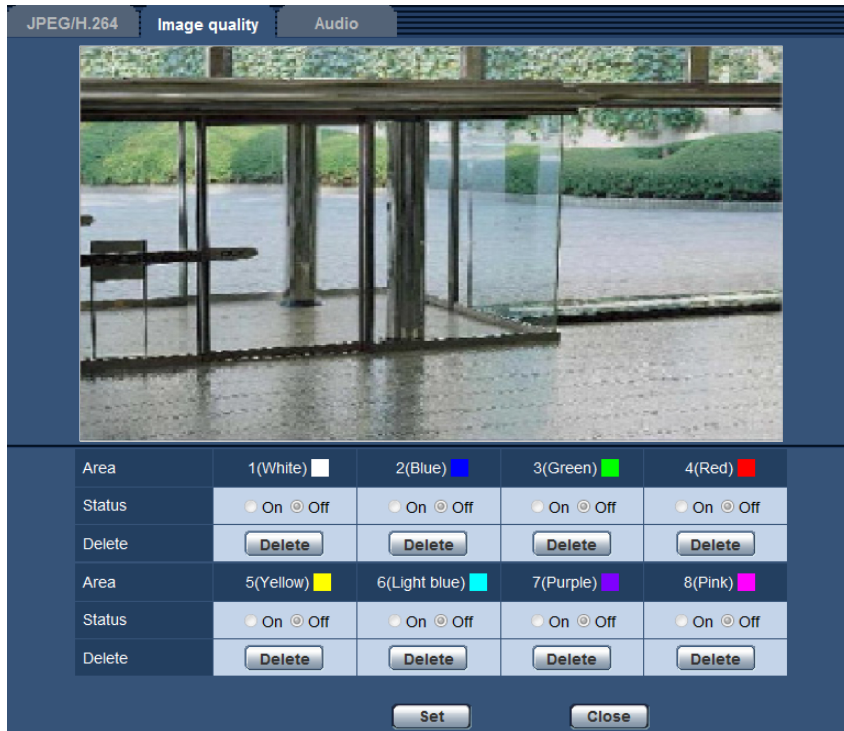 JPEG/H.264 Image quality Audio
Area 1(White) 2(Blue) 3(Green) 4(Red)
Status On Off On Off On Off On Off
Delete Delete Delete Delete Delete
Area 5(Yellow) 6(Light blue) 7(Purple) 8(Pink)
Status On Off On Off On Off On Off
Delete Delete Delete Delete Delete
Set Close